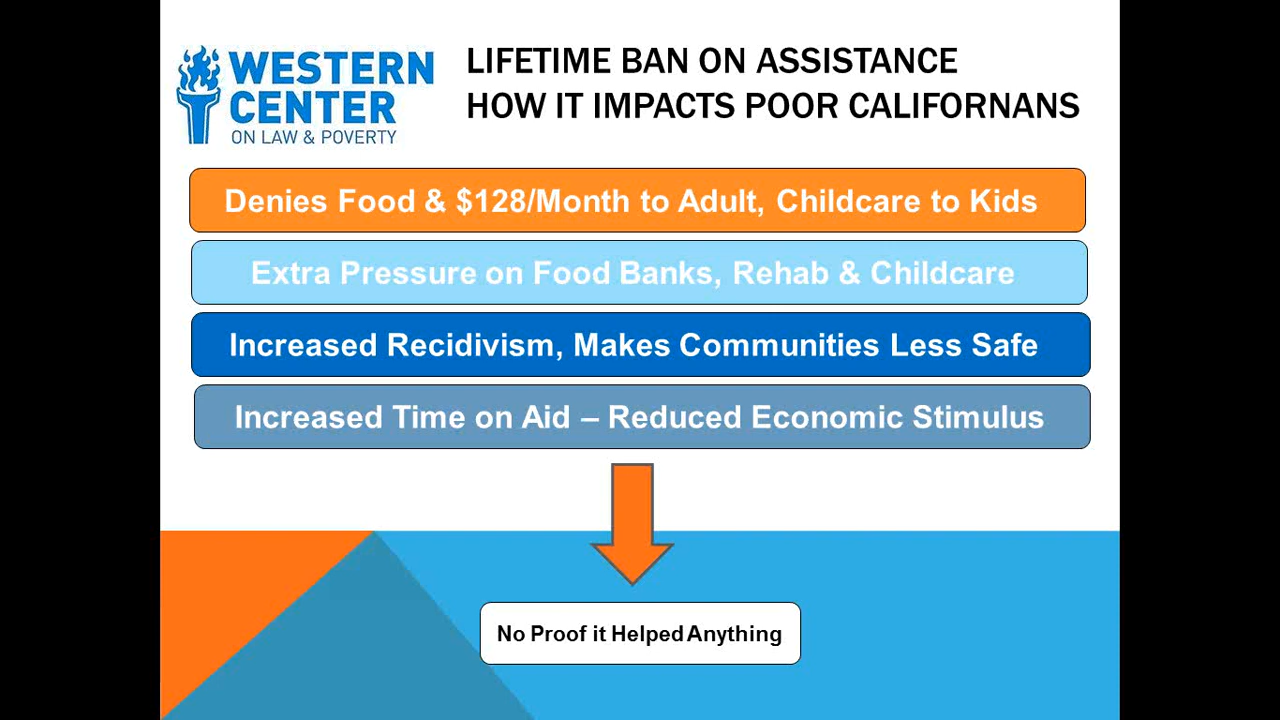 WESTERN
CENTER
ON LAW & POVERTY
LIFETIME BAN ON ASSISTANCE
HOW IT IMPACTS POOR CALIFORNANS
Denies Food & $128/Month to Adult, Childcare to Kids
Extra Pressure on Food Banks, Rehab & Childcare
Increased Recidivism, Makes Communities Less Safe
Increased Time on Aid – Reduced Economic Stimulus
No Proof it Helped Anything